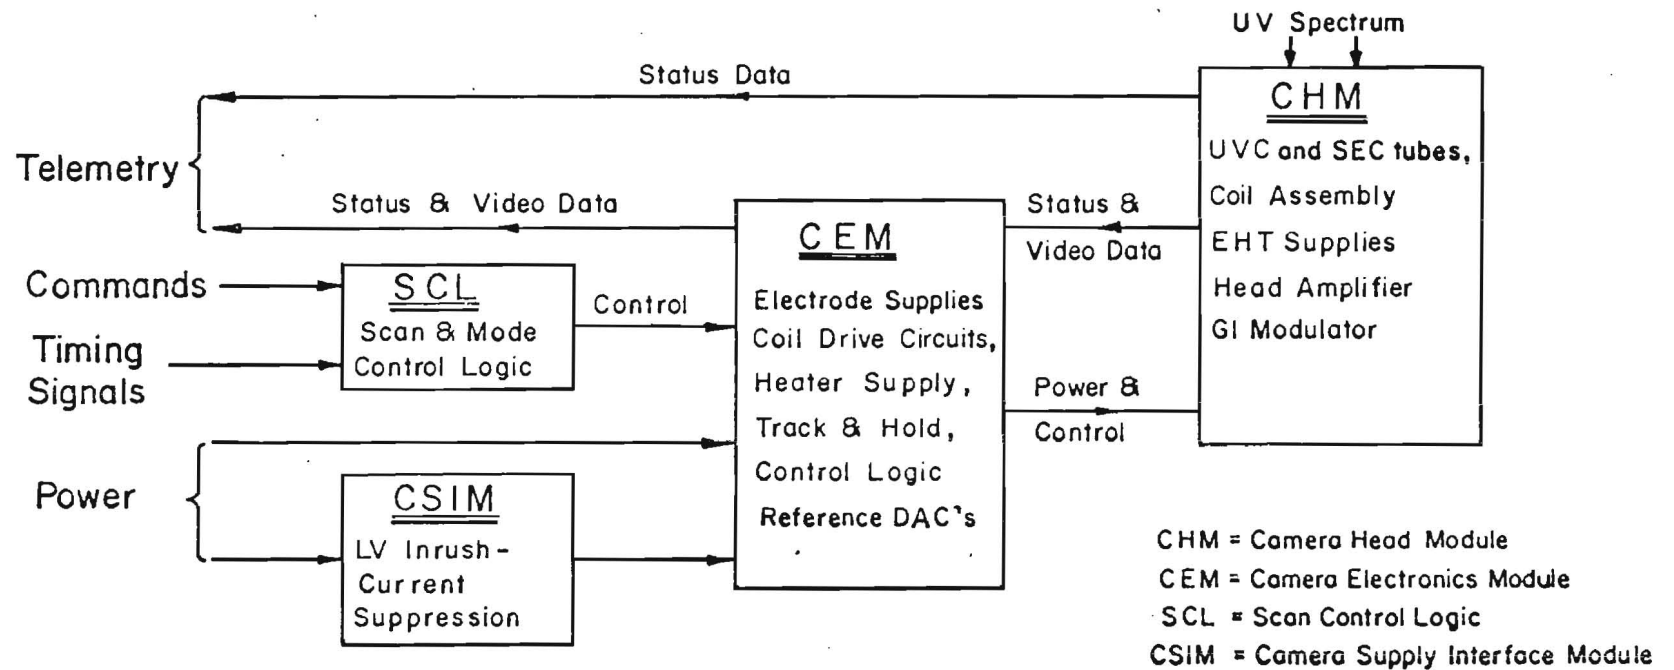 UV Spectrum
Status Data
CHM
UVC and SEC tubes,
Coil Assembly
EHT Supplies
Head Amplifier
GI Modulator
Telemetry
Status & Video Data
Status &
Video Data
CEM
Electrode Supplies
Coil Drive Circuits,
Heater Supply,
Track & Hold,
Control Logic
Reference DAC's
Commands
SCL
Scan & Mode
Control Logic
Control
Timing
Signals
Power &
Control
Power
CSIM
LV Inrush-
Current
Suppression
CHM = Camera Head Module
CEM = Camera Electronics Module
SCL = Scan Control Logic
CSIM = Camera Supply Interface Module